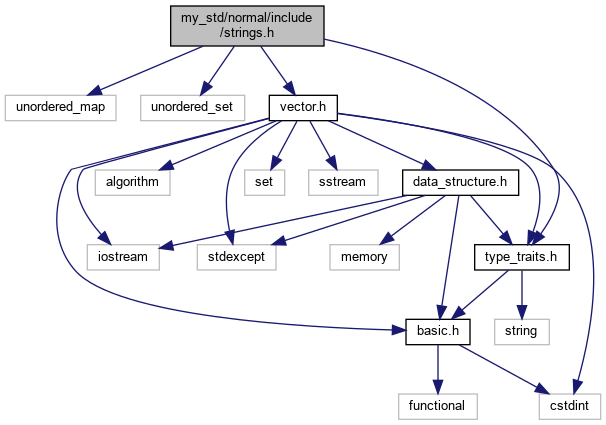 my_std/normal/include
/strings.h
unordered_map
unordered_set
vector.h
algorithm
set
sstream
data_structure.h
iostream
stdexcept
memory
type_traits.h
basic.h
string
functional
cstdint